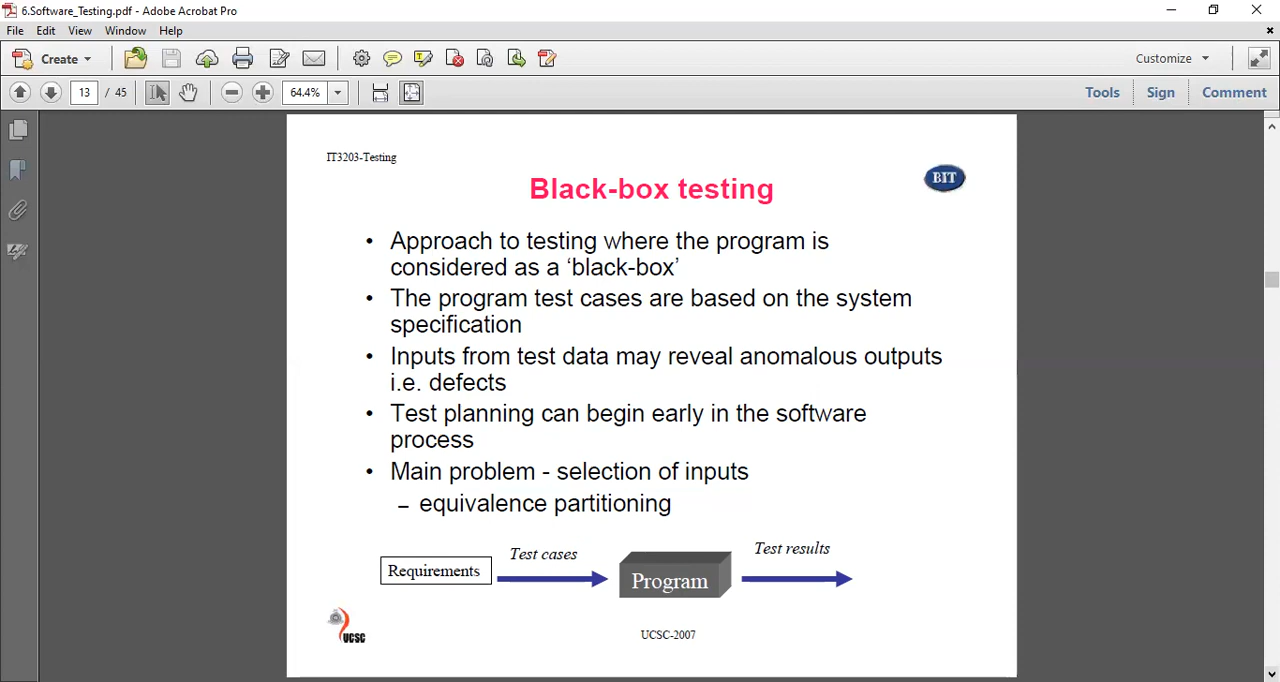 6.Software_Testing.pdf - Adobe Acrobat Pro
File Edit View Window Help
Create Customize
13 / 45 64.4% Tools Sign Comment
IT3203-Testing
BIT
Black-box testing
• Approach to testing where the program is
considered as a ‘black-box’
• The program test cases are based on the system
specification
• Inputs from test data may reveal anomalous outputs
i.e. defects
• Test planning can begin early in the software
process
• Main problem - selection of inputs
– equivalence partitioning
Requirements Test cases Program Test results
UCSC
UCSC-2007